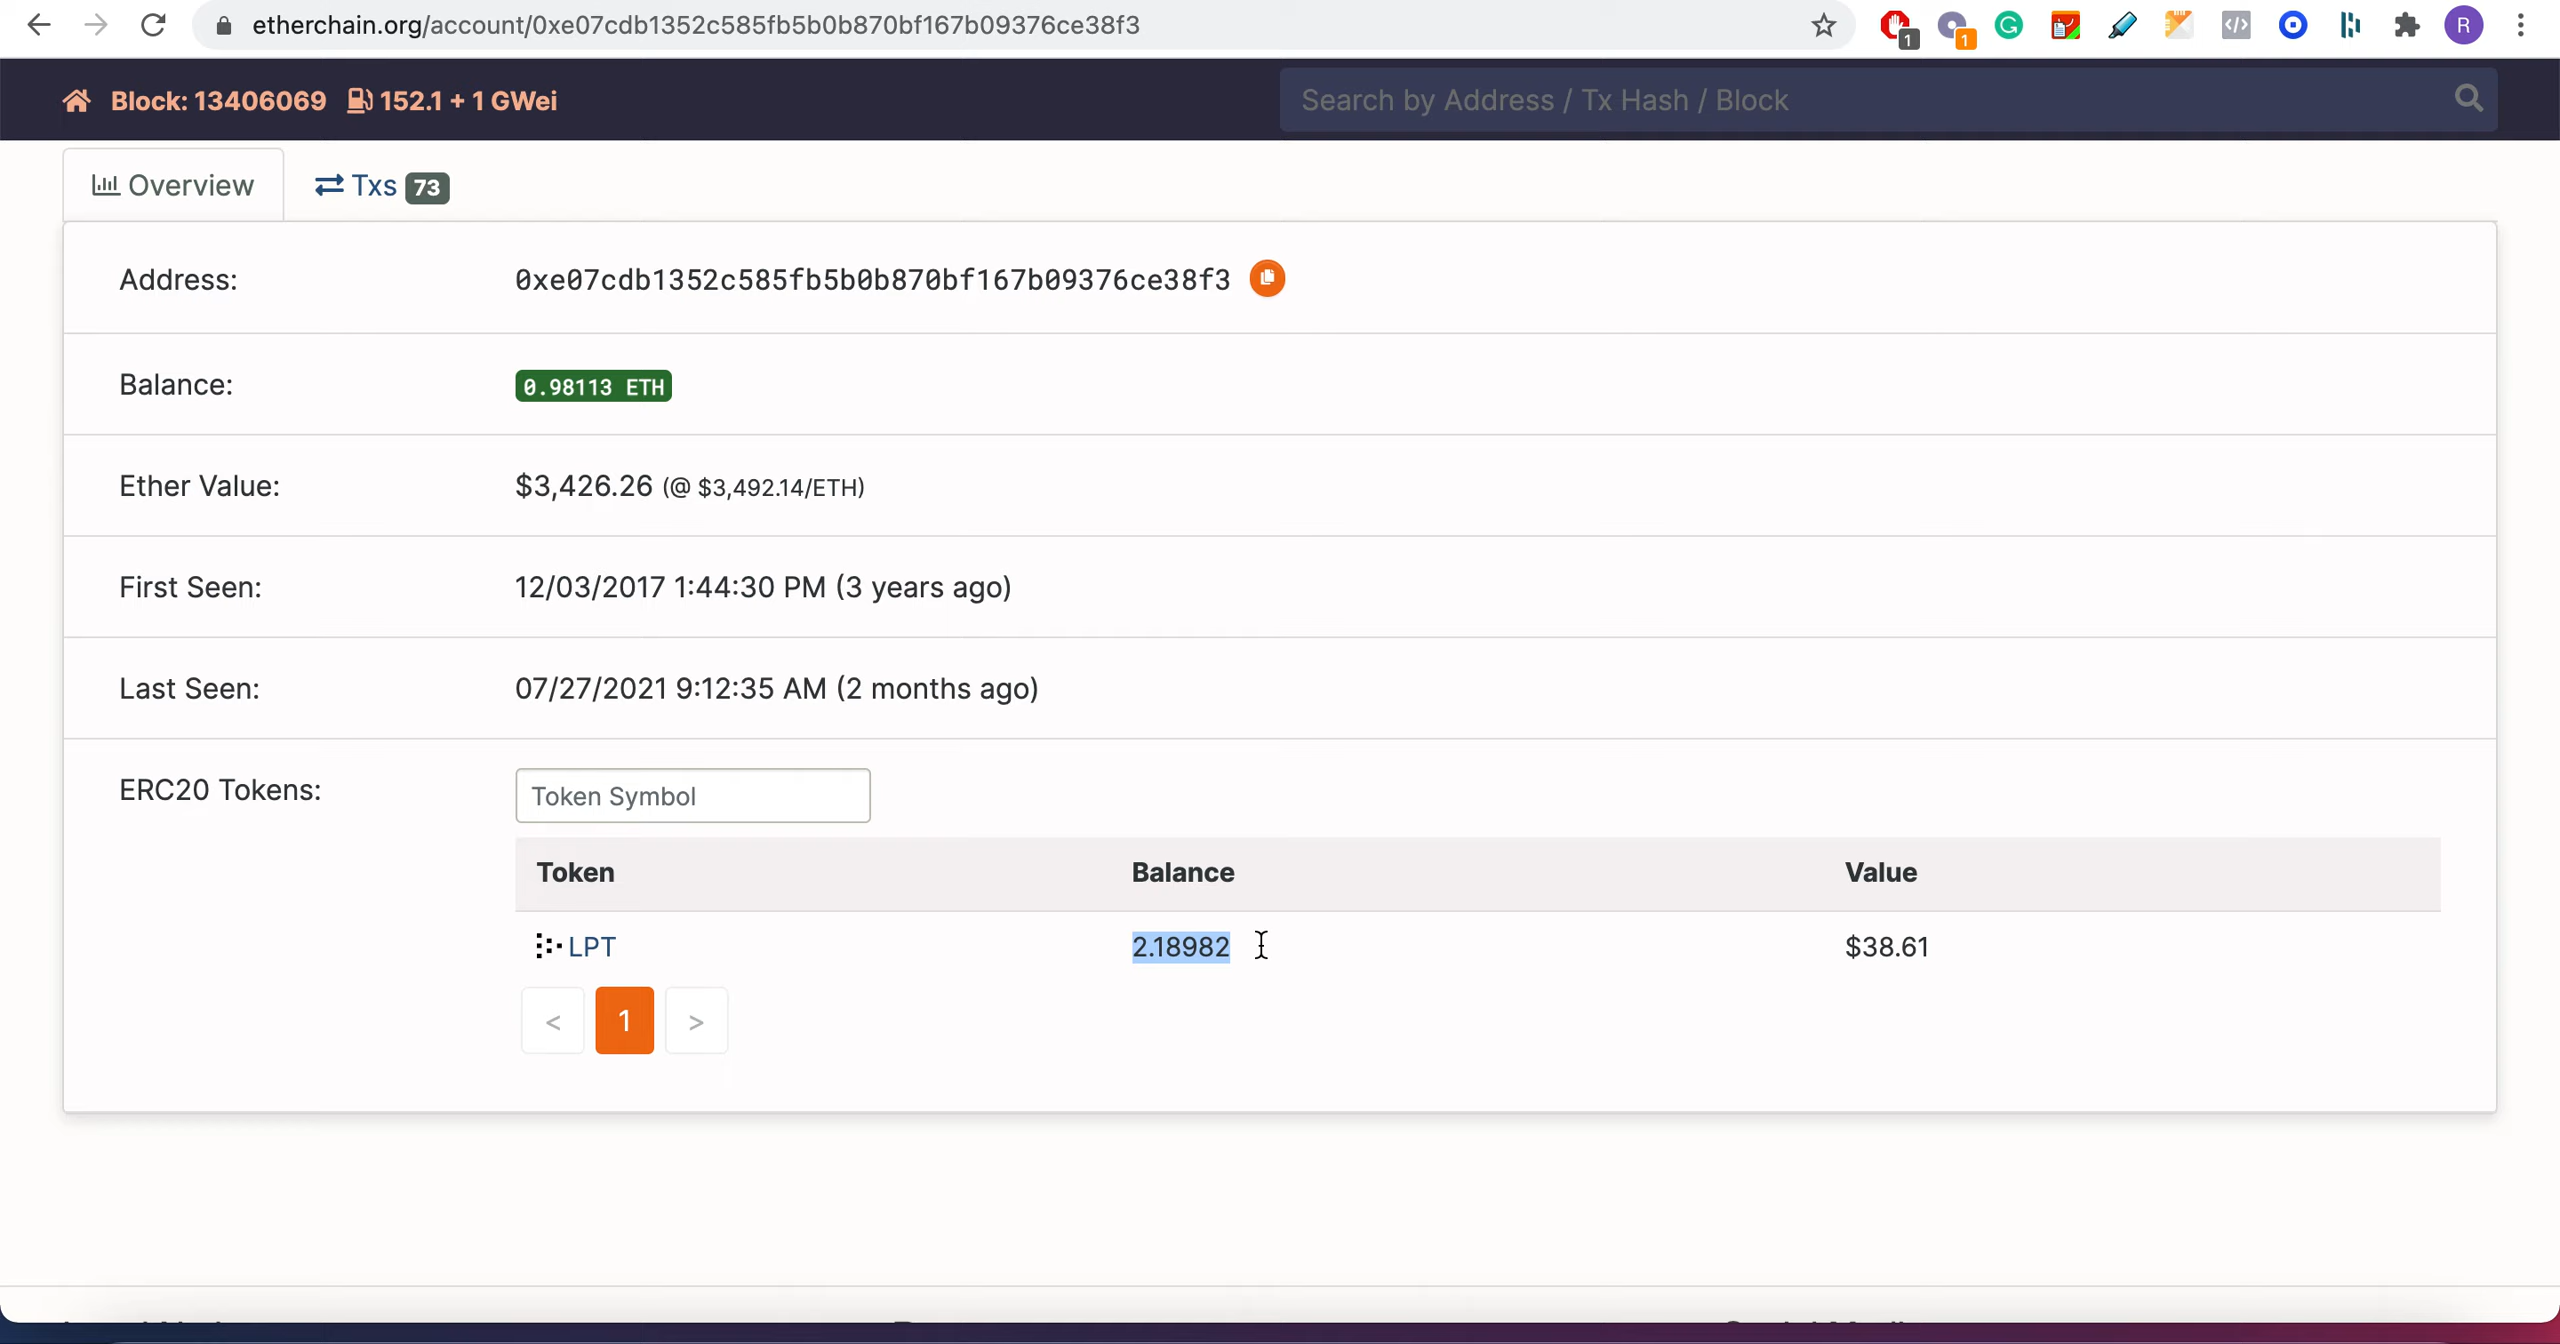 etherchain.org/account/0xe07cdb1352c585fb5b0b870bf167b09376ce38f3
1
1
R
Block: 13406069
152.1 + 1 GWei
Search by Address / Tx Hash / Block
Overview
Txs 73
Address: 0xe07cdb1352c585fb5b0b870bf167b09376ce38f3
Balance: 0.98113 ETH
Ether Value: $3,426.26 (@ $3,492.14/ETH)
First Seen: 12/03/2017 1:44:30 PM (3 years ago)
Last Seen: 07/27/2021 9:12:35 AM (2 months ago)
ERC20 Tokens: Token Symbol
Token Balance Value
LPT 2.18982 $38.61
< 1 >